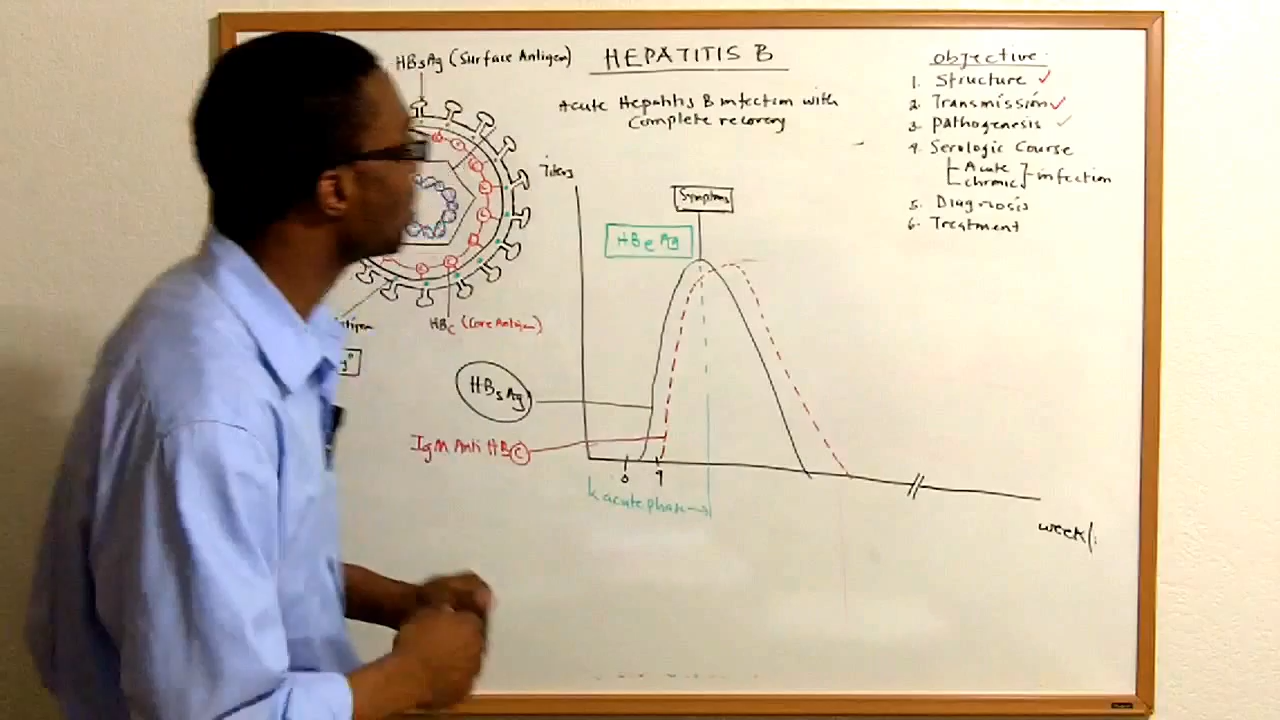 HEPATITIS B
Acute Hepatitis B infection with
Complete recovery
HBsAg (Surface Antigen)
HBc (Core Antigen)
Titers
Symptoms
HBeAg
HBsAg
IgM Anti HBC
0 4
acute phase
week
Objective
1. Structure ✓
2. Transmission ✓
3. pathogenesis ✓
4. Serologic Course
Acute
chronic
infection
5. Diagnosis
6. Treatment